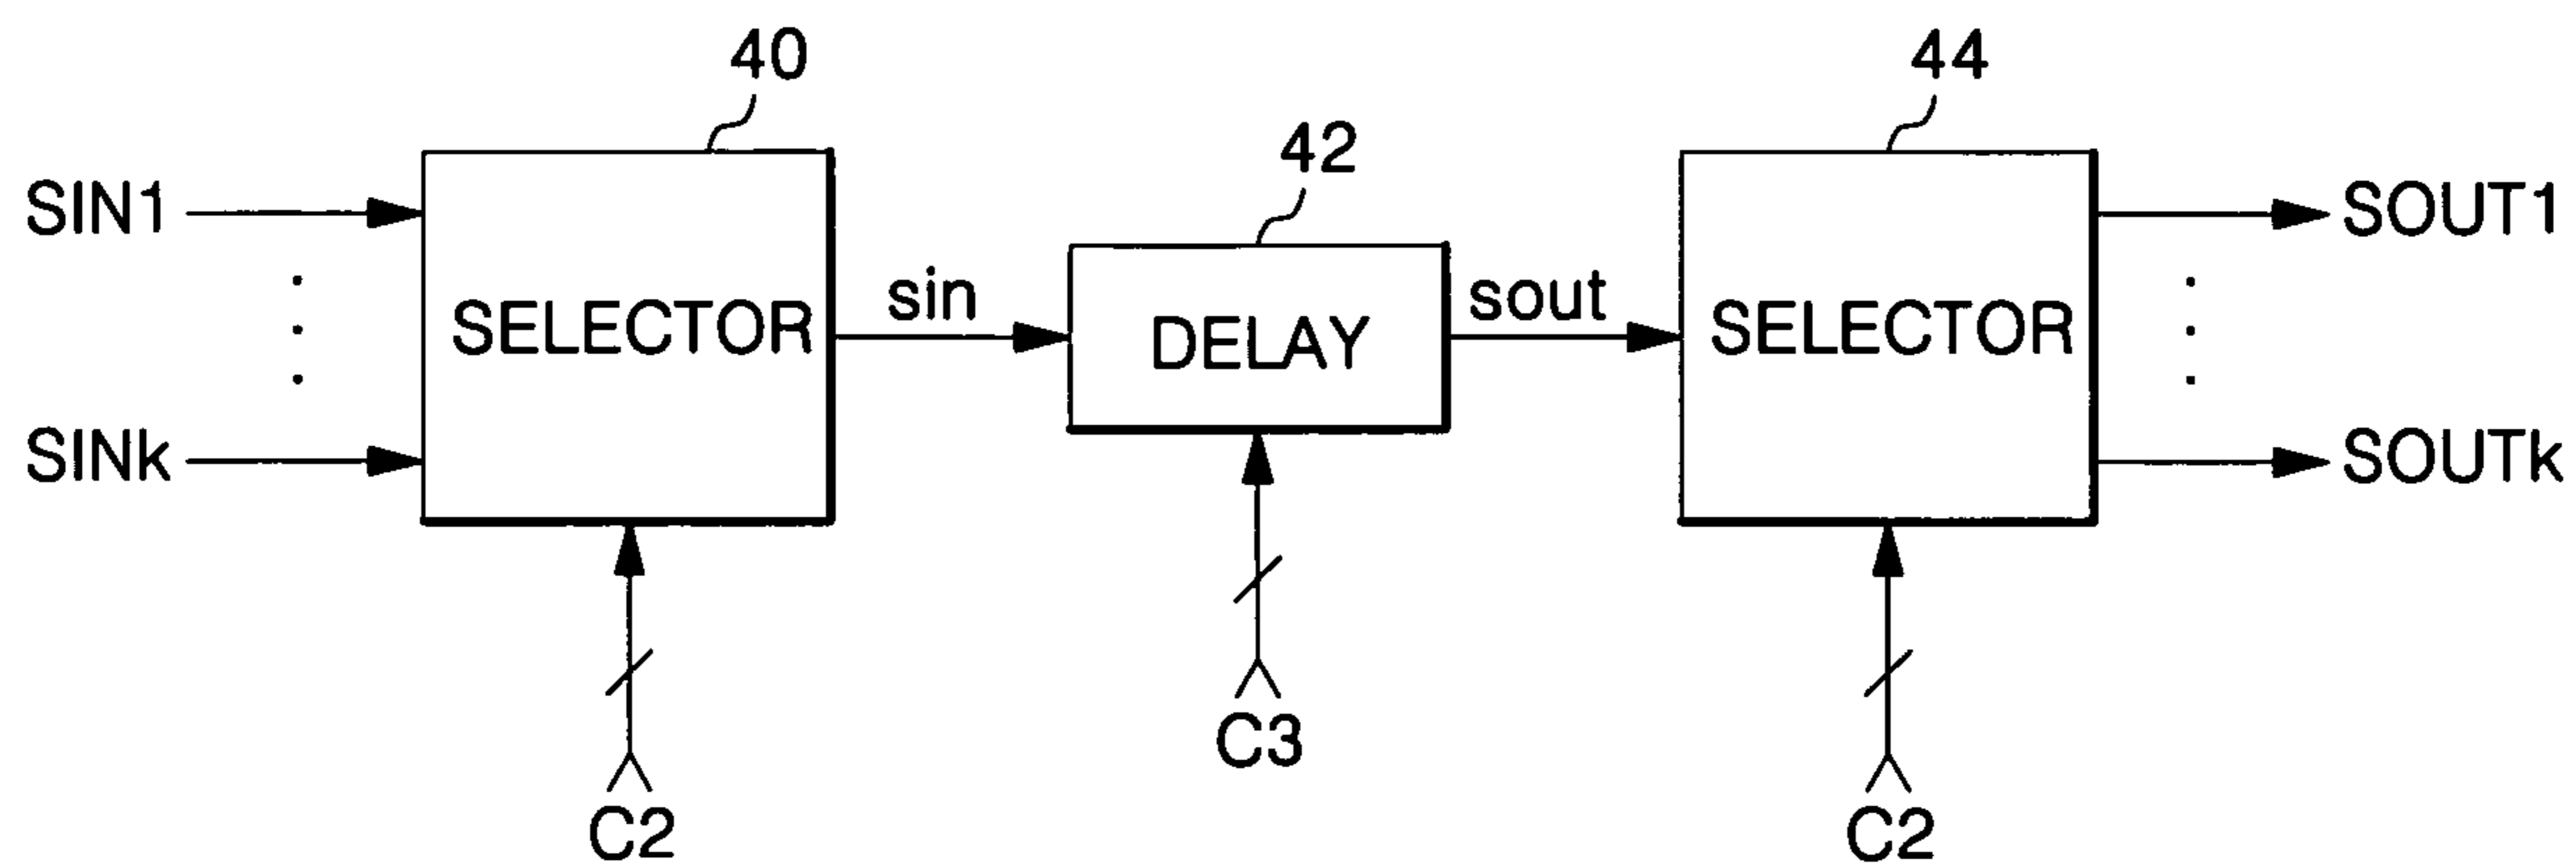 40
44
42
SIN1
SOUT1
sin
sout
SELECTOR
DELAY
SELECTOR
SINk
SOUTk
C3
C2
C2